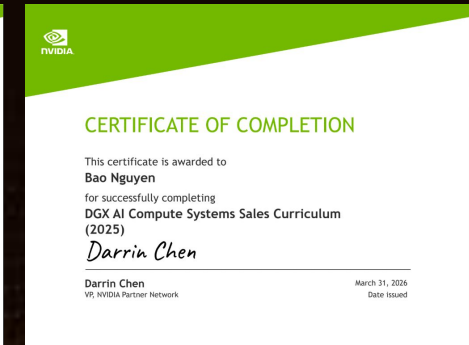 NVIDIA
CERTIFICATE OF COMPLETION
This certificate is awarded to
Bao Nguyen
for successfully completing
DGX AI Compute Systems Sales Curriculum
(2025)
Darrin Chen
Darrin Chen
VP, NVIDIA Partner Network
March 31, 2026
Date issued